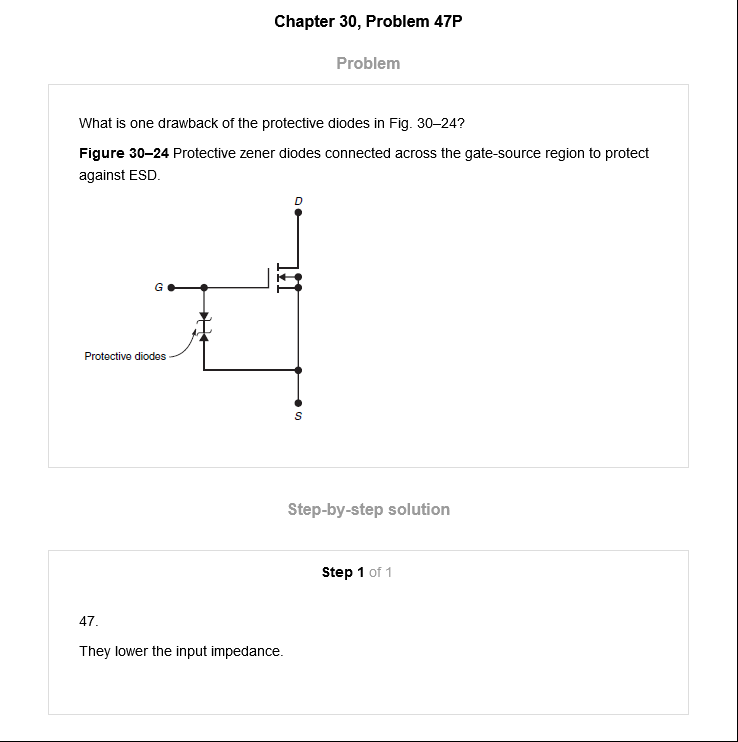 Chapter 30, Problem 47P
Problem
What is one drawback of the protective diodes in Fig. 30–24?
Figure 30–24 Protective zener diodes connected across the gate-source region to protect
against ESD.
D
G
Protective diodes
S
Step-by-step solution
Step 1 of 1
47.
They lower the input impedance.